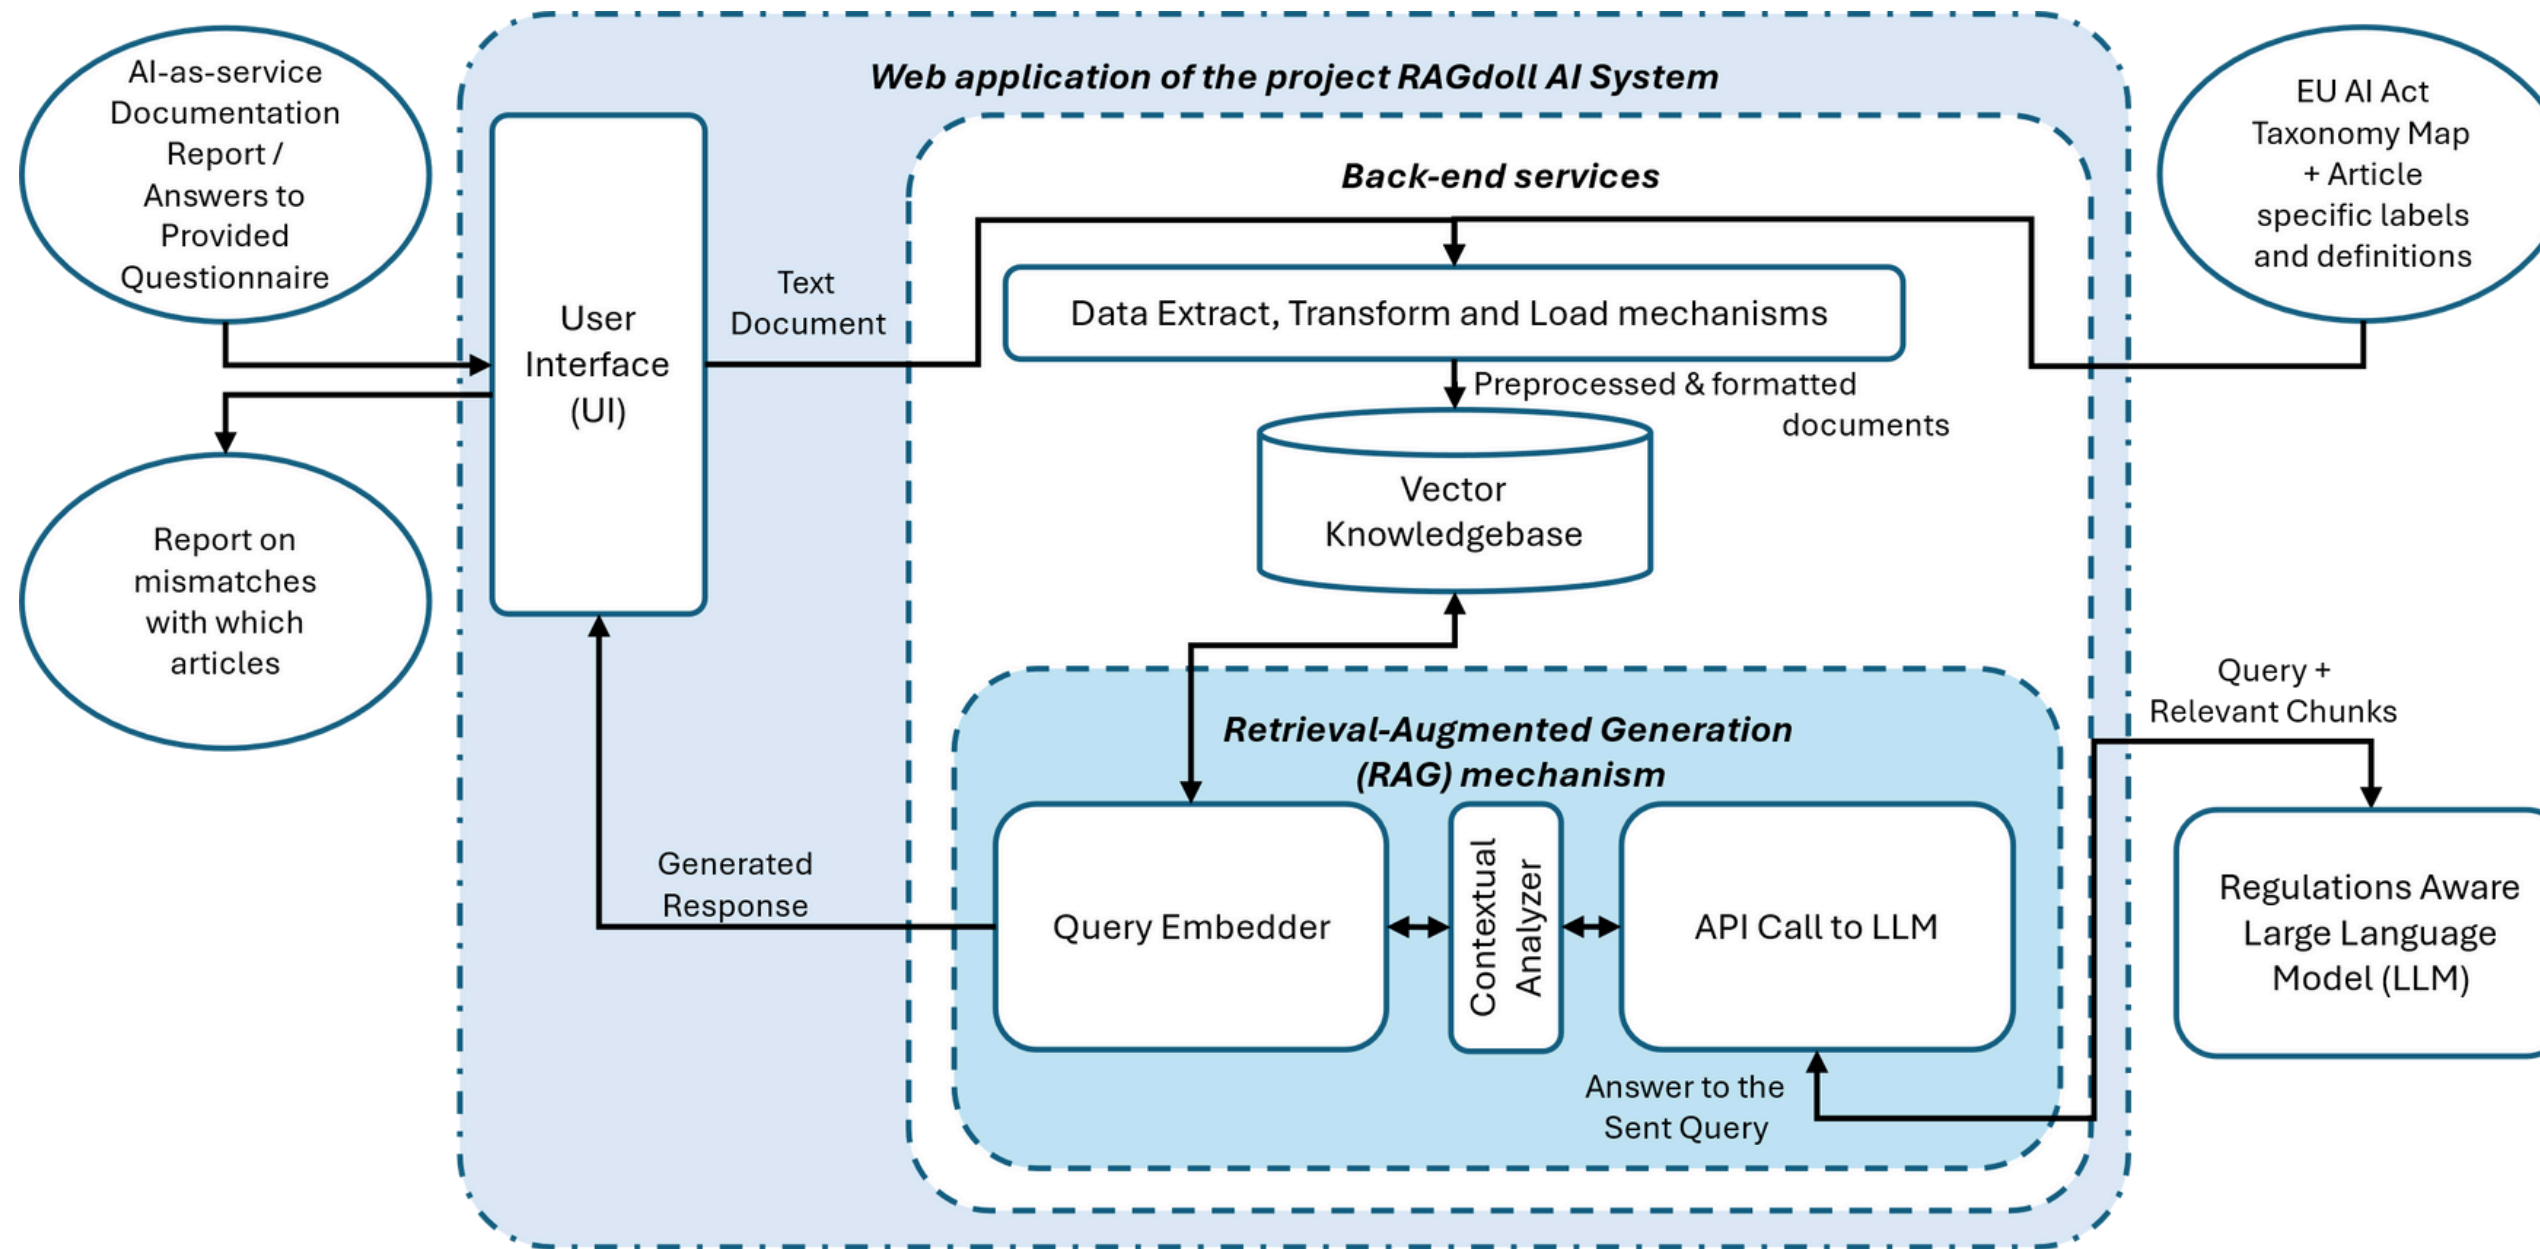 Web application of the project RAGdoll AI System
AI-as-service
Documentation
Report /
Answers to
Provided
Questionnaire
EU AI Act
Taxonomy Map
+ Article
specific labels
and definitions
Back-end services
User
Interface
(UI)
Text
Document
Data Extract, Transform and Load mechanisms
Preprocessed & formatted
documents
Vector
Knowledgebase
Report on
mismatches
with which
articles
Retrieval-Augmented Generation
(RAG) mechanism
Query +
Relevant Chunks
Generated
Response
Query Embedder
Contextual
Analyzer
API Call to LLM
Regulations Aware
Large Language
Model (LLM)
Answer to the
Sent Query